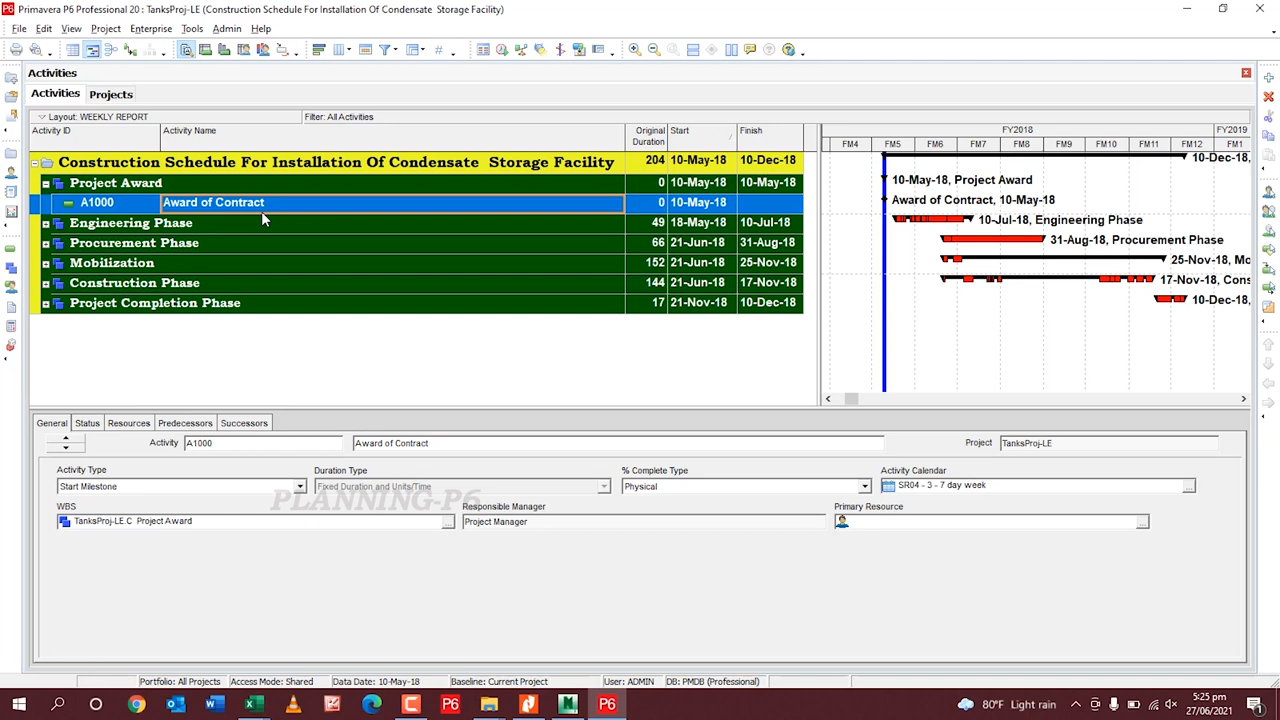 Primavera P6 Professional 20 : TanksProj-LE (Construction Schedule For Installation Of Condensate Storage Facility)
File Edit View Project Enterprise Tools Admin Help
Activities
Activities Projects
Layout: WEEKLY REPORT Filter: All Activities
Activity ID Activity Name Original Duration Start Finish
FY2018 FY2019
FM4 FM5 FM6 FM7 FM8 FM9 FM10 FM11 FM12 FM1
Construction Schedule For Installation Of Condensate Storage Facility 204 10-May-18 10-Dec-18 10-Dec-18,
Project Award 0 10-May-18 10-May-18 10-May-18, Project Award
A1000 Award of Contract 0 10-May-18 Award of Contract, 10-May-18
Engineering Phase 49 18-May-18 10-Jul-18 10-Jul-18, Engineering Phase
Procurement Phase 66 21-Jun-18 31-Aug-18 31-Aug-18, Procurement Phase
Mobilization 152 21-Jun-18 25-Nov-18 25-Nov-18, Mo
Construction Phase 144 21-Jun-18 17-Nov-18 17-Nov-18, Cons
Project Completion Phase 17 21-Nov-18 10-Dec-18 10-Dec-18,
General Status Resources Predecessors Successors
Activity A1000 Award of Contract Project TanksProj-LE
Activity Type Duration Type % Complete Type Activity Calendar
Start Milestone Fixed Duration and Units/Time Physical SR04 - 3 - 7 day week
PLANNING-P6
WBS Responsible Manager Primary Resource
TanksProj-LE.C Project Award Project Manager
Portfolio: All Projects Access Mode: Shared Data Date: 10-May-18 Baseline: Current Project User: ADMIN DB: PMDB (Professional)
80°F Light rain 5:25 pm
27/06/2021